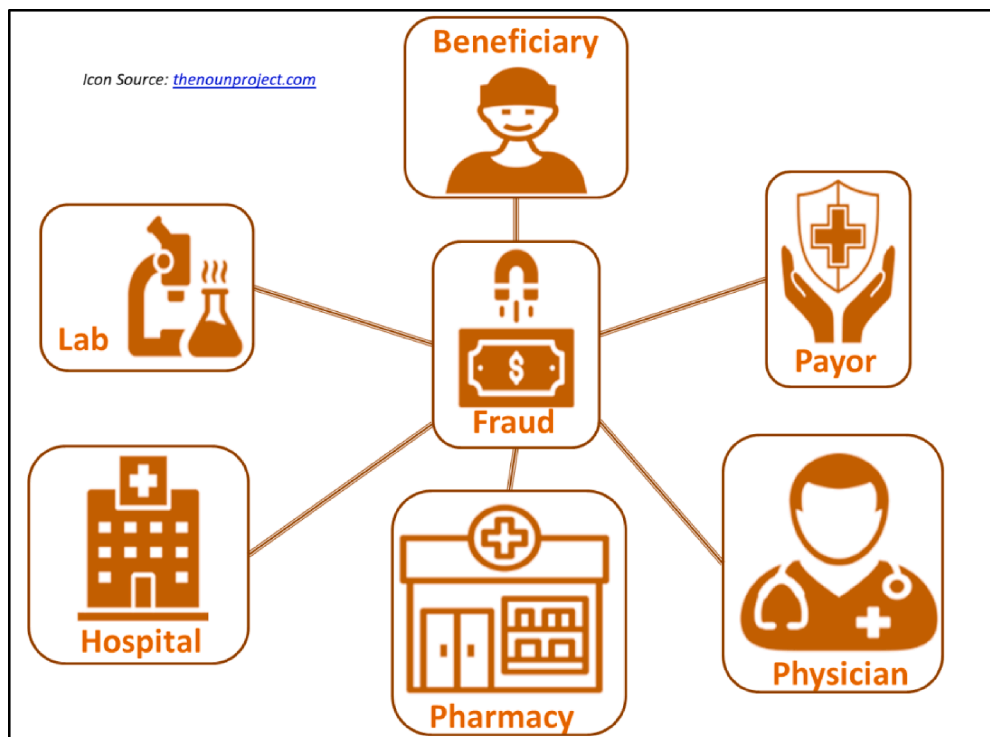 Beneficiary
Icon Source: thenounproject.com
Lab
Payor
$
Fraud
Hospital
Physician
Pharmacy